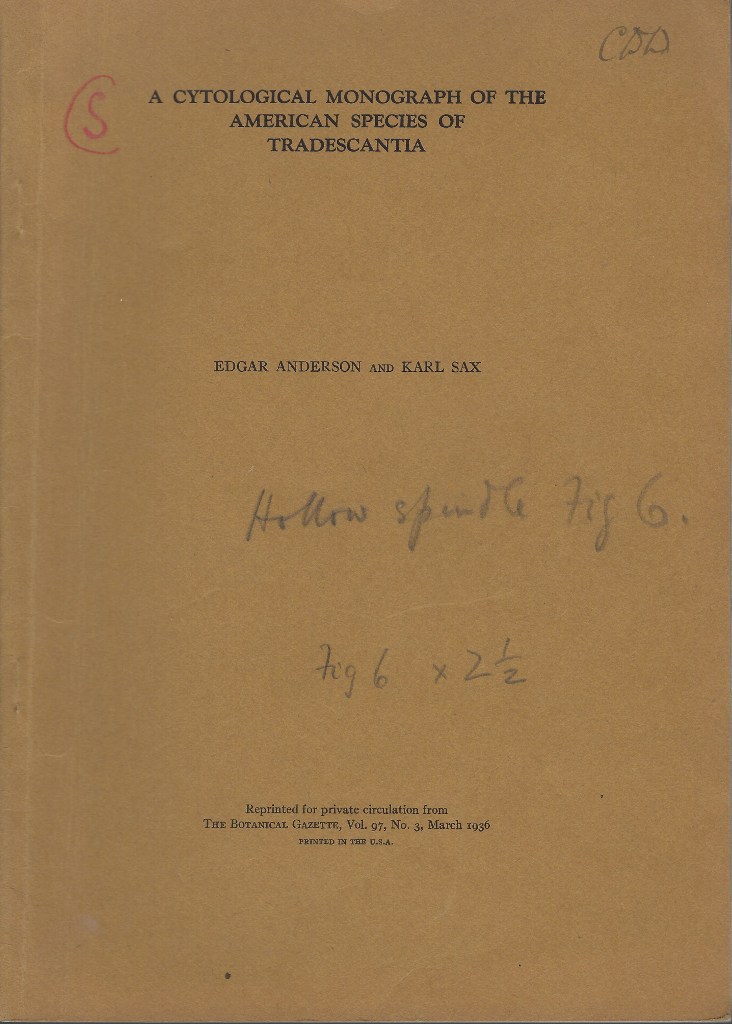 CDD
S
A CYTOLOGICAL MONOGRAPH OF THE
AMERICAN SPECIES OF
TRADESCANTIA
EDGAR ANDERSON AND KARL SAX
Hollow spindle Fig 6.
Fig 6 x 2 1/2
Reprinted for private circulation from
THE BOTANICAL GAZETTE, Vol. 97, No. 3, March 1936
PRINTED IN THE U.S.A.